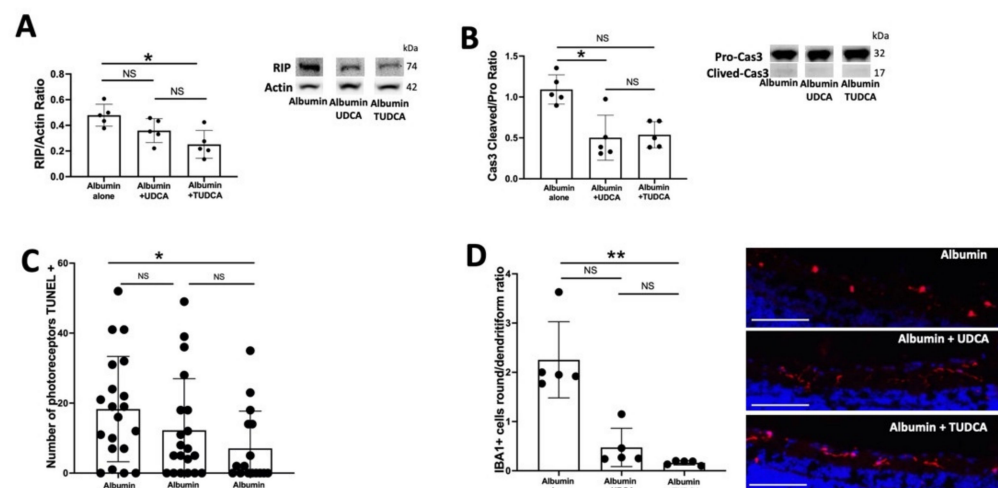 A
*
NS
NS
RIP/Actin Ratio
0.8
0.6
0.4
0.2
0.0
Albumin
alone
Albumin
+UDCA
Albumin
+TUDCA
kDa
RIP
74
Actin
42
Albumin
Albumin
UDCA
Albumin
TUDCA
B
NS
*
NS
Cas3 Cleaved/Pro Ratio
1.5
1.0
0.5
0.0
Albumin
alone
Albumin
+UDCA
Albumin
+TUDCA
kDa
Pro-Cas3
32
Clived-Cas3
17
Albumin
Albumin
UDCA
Albumin
TUDCA
C
*
NS
NS
Number of photoreceptors TUNEL +
60
40
20
0
Albumin
Albumin
Albumin
D
**
NS
NS
IBA1+ cells round/dendritiform ratio
4
3
2
1
0
Albumin
Albumin
Albumin
Albumin
Albumin + UDCA
Albumin + TUDCA